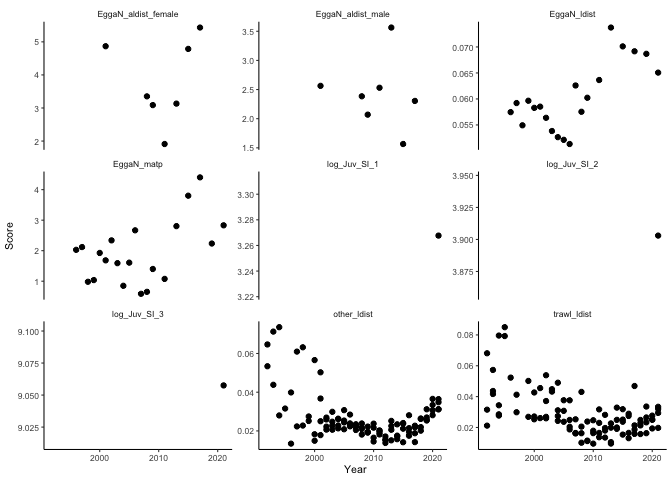 EggaN_aldist_female EggaN_aldist_male EggaN_ldist
5 4 3 2
3.5 3.0 2.5 2.0 1.5
0.070 0.065 0.060 0.055
EggaN_matp log_Juv_SI_1 log_Juv_SI_2
4 3 2 1
3.30 3.28 3.26 3.24 3.22
3.950 3.925 3.900 3.875
Score
log_Juv_SI_3 other_ldist trawl_ldist
9.100 9.075 9.050 9.025
0.06 0.04 0.02
0.08 0.06 0.04 0.02
2000 2010 2020 2000 2010 2020 2000 2010 2020
Year